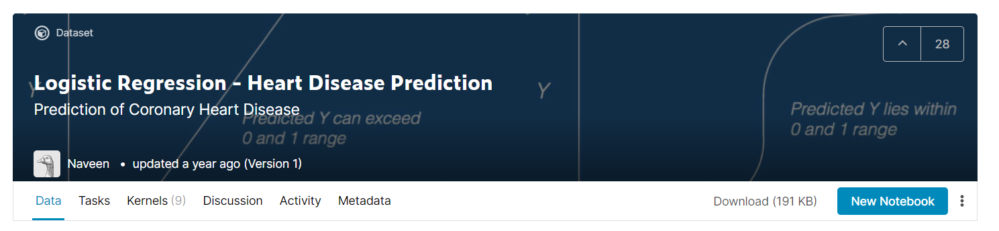 Dataset
28
Logistic Regression - Heart Disease Prediction
Y
Y
Prediction of Coronary Heart Disease
Predicted Y can exceed
0 and 1 range
Predicted Y lies within
0 and 1 range
Naveen • updated a year ago (Version 1)
Data Tasks Kernels (9) Discussion Activity Metadata Download (191 KB) New Notebook